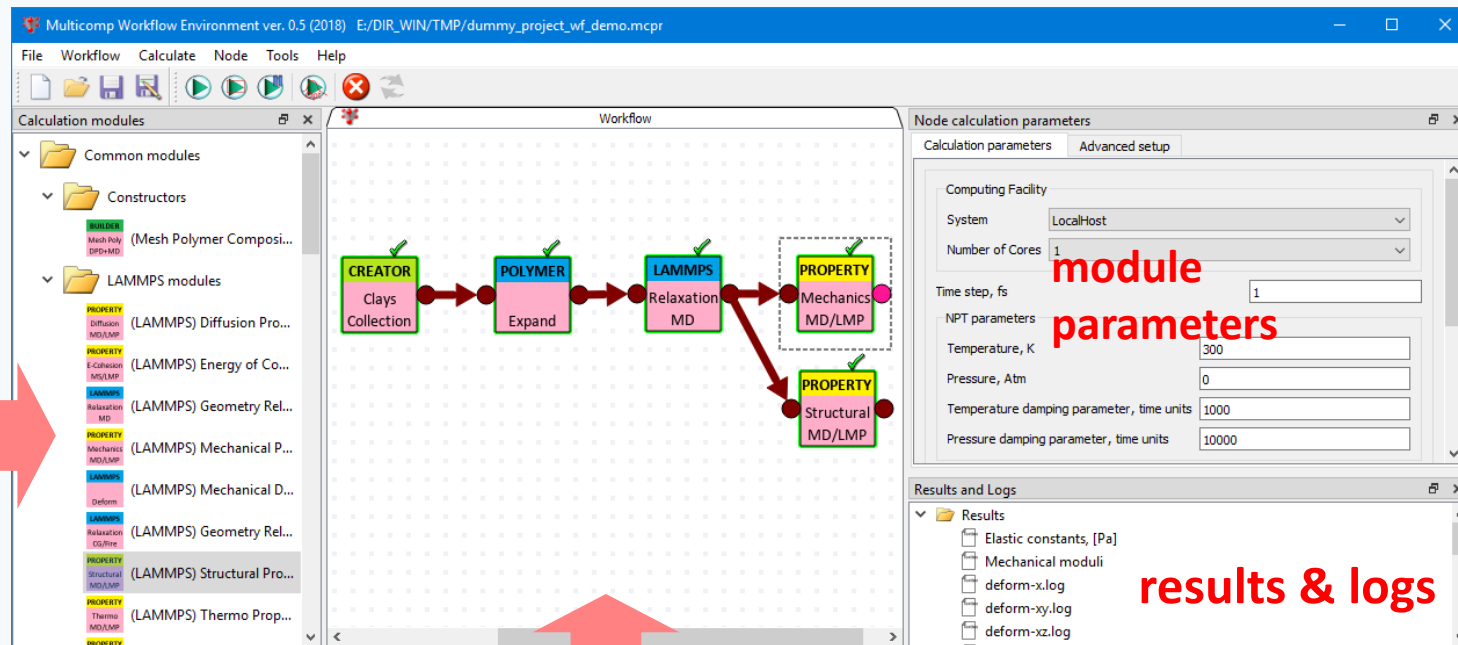 Multicomp Workflow Environment ver. 0.5 (2018) E:/DIR_WIN/TMP/dummy_project_wf_demo.mcpr
File Workflow Calculate Node Tools Help
Calculation modules
Common modules
Constructors
BUILDER
Mesh Poly
DPD+MD
(Mesh Polymer Composi...
LAMMPS modules
PROPERTY
Diffusion
MD/LMP
(LAMMPS) Diffusion Pro...
PROPERTY
E-Cohesion
MS/LMP
(LAMMPS) Energy of Co...
LAMMPS
Relaxation
MD
(LAMMPS) Geometry Rel...
PROPERTY
Mechanics
MD/LMP
(LAMMPS) Mechanical P...
LAMMPS
Deform
(LAMMPS) Mechanical D...
LAMMPS
Relaxation
CG/Fire
(LAMMPS) Geometry Rel...
PROPERTY
Structural
MD/LMP
(LAMMPS) Structural Pro...
PROPERTY
Thermo
MD/LMP
(LAMMPS) Thermo Prop...
PROPERTY
Workflow
CREATOR
Clays
Collection
POLYMER
Expand
LAMMPS
Relaxation
MD
PROPERTY
Mechanics
MD/LMP
PROPERTY
Structural
MD/LMP
Node calculation parameters
Calculation parameters Advanced setup
Computing Facility
System LocalHost
Number of Cores 1
module
parameters
Time step, fs 1
NPT parameters
Temperature, K 300
Pressure, Atm 0
Temperature damping parameter, time units 1000
Pressure damping parameter, time units 10000
Results and Logs
Results
Elastic constants, [Pa]
Mechanical moduli
deform-x.log
deform-xy.log
deform-xz.log
results & logs